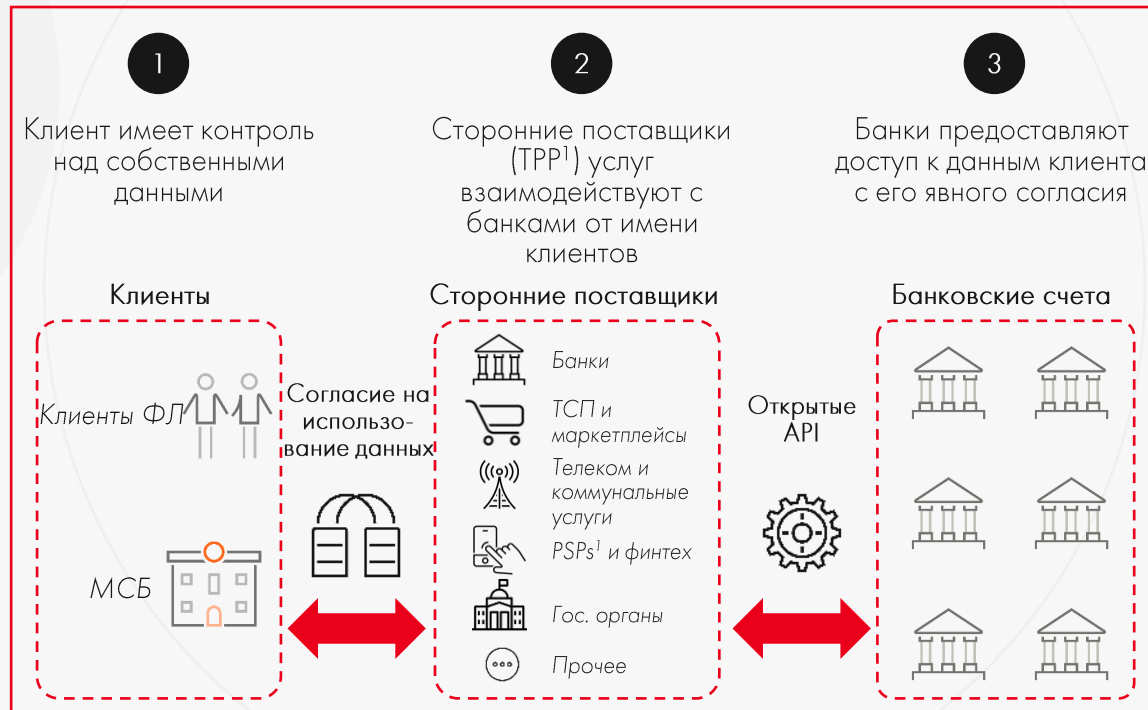 1
Клиент имеет контроль
над собственными
данными
2
Сторонние поставщики
(TPP¹) услуг
взаимодействуют с
банками от имени
клиентов
3
Банки предоставляют
доступ к данным клиента
с его явного согласия
Клиенты
Клиенты ФЛ
МСБ
Согласие на
использо-
вание данных
Сторонние поставщики
Банки
ТСП и
маркетплейсы
Телеком и
коммунальные
услуги
PSPs¹ и финтех
Гос. органы
Прочее
Открытые
API
Банковские счета